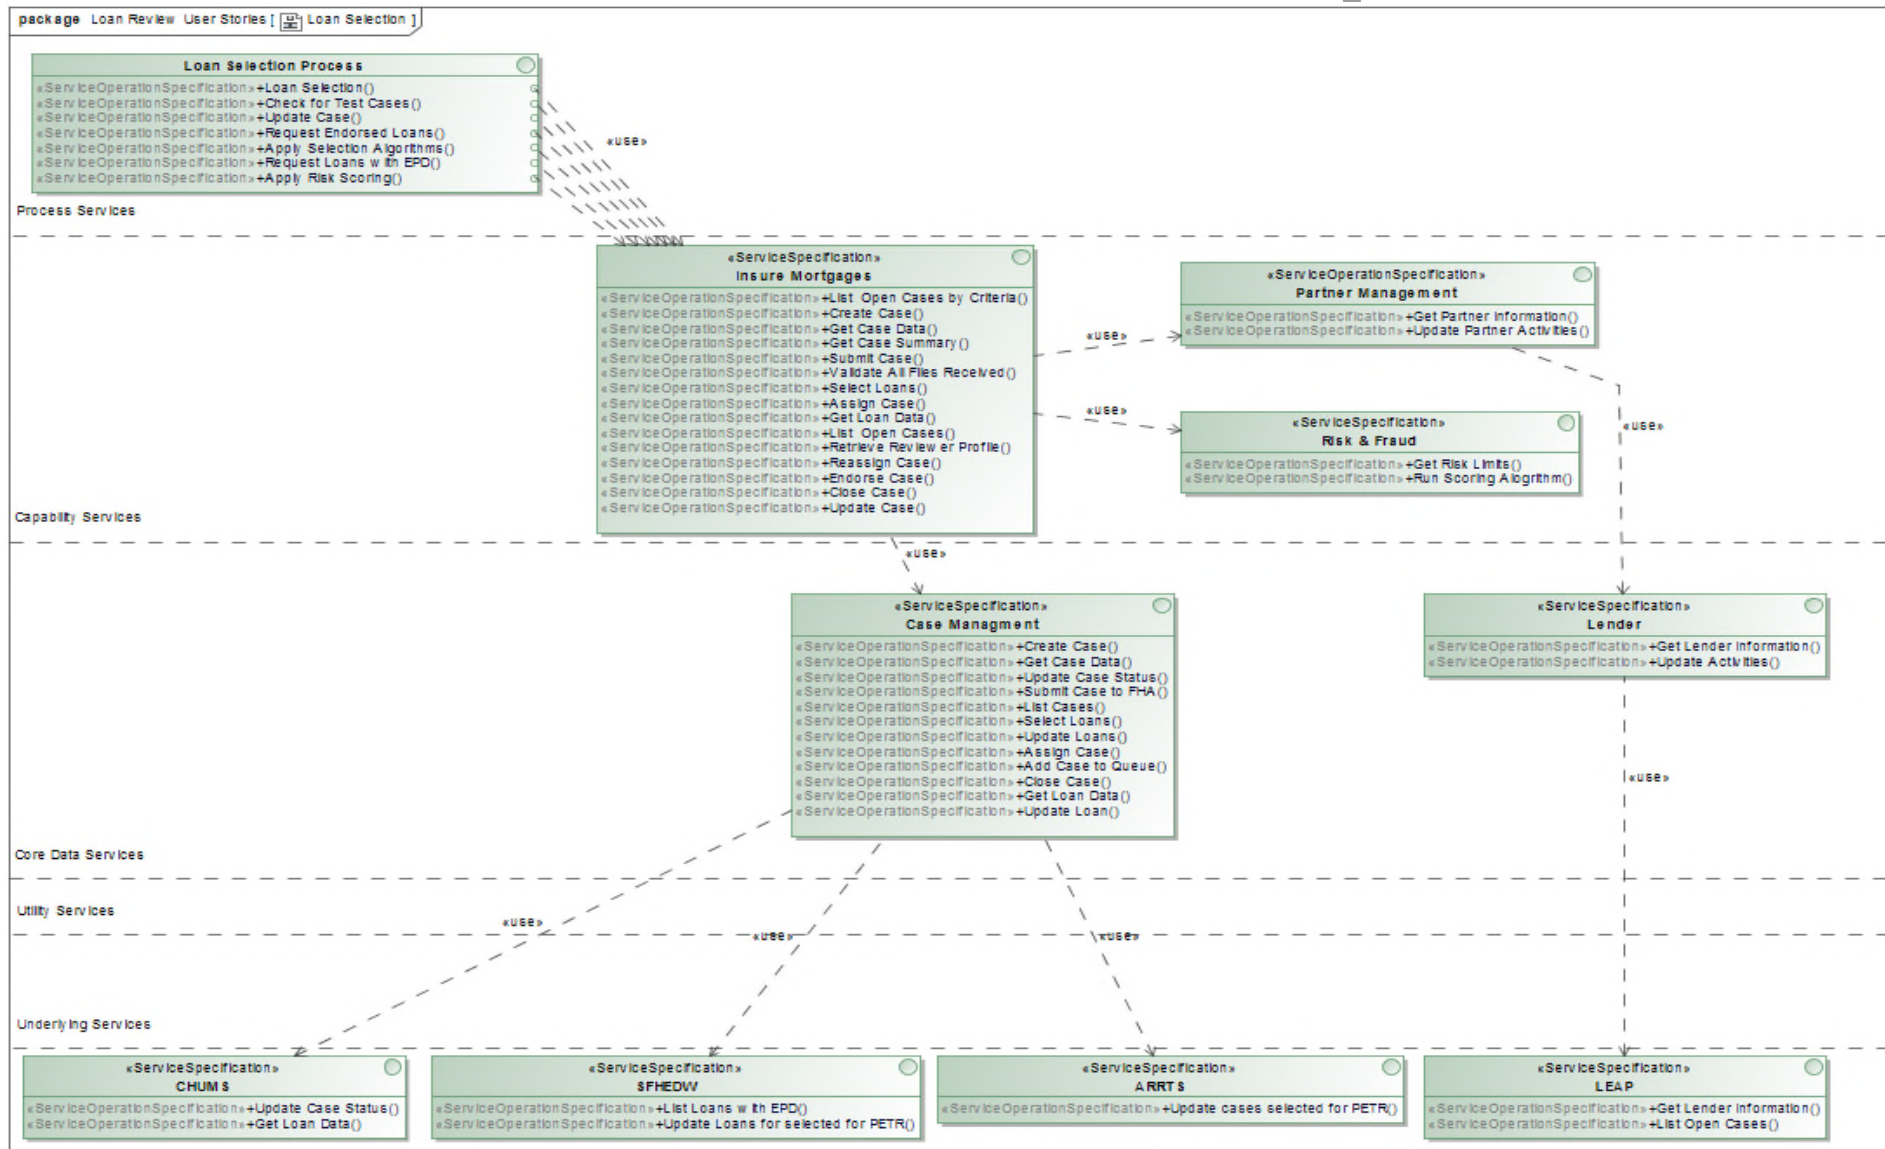 package Loan Review User Stories [ Loan Selection ]
Loan Selection Process
«ServiceOperationSpecification»+Loan Selection()
«ServiceOperationSpecification»+Check for Test Cases()
«ServiceOperationSpecification»+Update Case()
«ServiceOperationSpecification»+Request Endorsed Loans()
«ServiceOperationSpecification»+Apply Selection Algorithms()
«ServiceOperationSpecification»+Request Loans with EPD()
«ServiceOperationSpecification»+Apply Risk Scoring()
«use»
Process Services
«ServiceSpecification»
Insure Mortgages
«ServiceOperationSpecification»+List Open Cases by Criteria()
«ServiceOperationSpecification»+Create Case()
«ServiceOperationSpecification»+Get Case Data()
«ServiceOperationSpecification»+Get Case Summary()
«ServiceOperationSpecification»+Submit Case()
«ServiceOperationSpecification»+Validate All Files Received()
«ServiceOperationSpecification»+Select Loans()
«ServiceOperationSpecification»+Assign Case()
«ServiceOperationSpecification»+Get Loan Data()
«ServiceOperationSpecification»+List Open Cases()
«ServiceOperationSpecification»+Retrieve Reviewer Profile()
«ServiceOperationSpecification»+Reassign Case()
«ServiceOperationSpecification»+Endorse Case()
«ServiceOperationSpecification»+Close Case()
«ServiceOperationSpecification»+Update Case()
«use»
«ServiceOperationSpecification»
Partner Management
«ServiceOperationSpecification»+Get Partner Information()
«ServiceOperationSpecification»+Update Partner Activities()
«use»
«ServiceSpecification»
Risk & Fraud
«ServiceOperationSpecification»+Get Risk Limits()
«ServiceOperationSpecification»+Run Scoring Alogrithm()
«use»
Capability Services
«use»
«ServiceSpecification»
Case Managment
«ServiceOperationSpecification»+Create Case()
«ServiceOperationSpecification»+Get Case Data()
«ServiceOperationSpecification»+Update Case Status()
«ServiceOperationSpecification»+Submit Case to FHA()
«ServiceOperationSpecification»+List Cases()
«ServiceOperationSpecification»+Select Loans()
«ServiceOperationSpecification»+Update Loans()
«ServiceOperationSpecification»+Assign Case()
«ServiceOperationSpecification»+Add Case to Queue()
«ServiceOperationSpecification»+Close Case()
«ServiceOperationSpecification»+Get Loan Data()
«ServiceOperationSpecification»+Update Loan()
«ServiceSpecification»
Lender
«ServiceOperationSpecification»+Get Lender Information()
«ServiceOperationSpecification»+Update Activities()
«use»
Core Data Services
Utility Services
«use»
«use»
«use»
Underlying Services
«ServiceSpecification»
CHUMS
«ServiceOperationSpecification»+Update Case Status()
«ServiceOperationSpecification»+Get Loan Data()
«ServiceSpecification»
SFHEDW
«ServiceOperationSpecification»+List Loans with EPD()
«ServiceOperationSpecification»+Update Loans for selected for PETR()
«ServiceSpecification»
ARRTS
«ServiceOperationSpecification»+Update cases selected for PETR()
«ServiceSpecification»
LEAP
«ServiceOperationSpecification»+Get Lender Information()
«ServiceOperationSpecification»+List Open Cases()